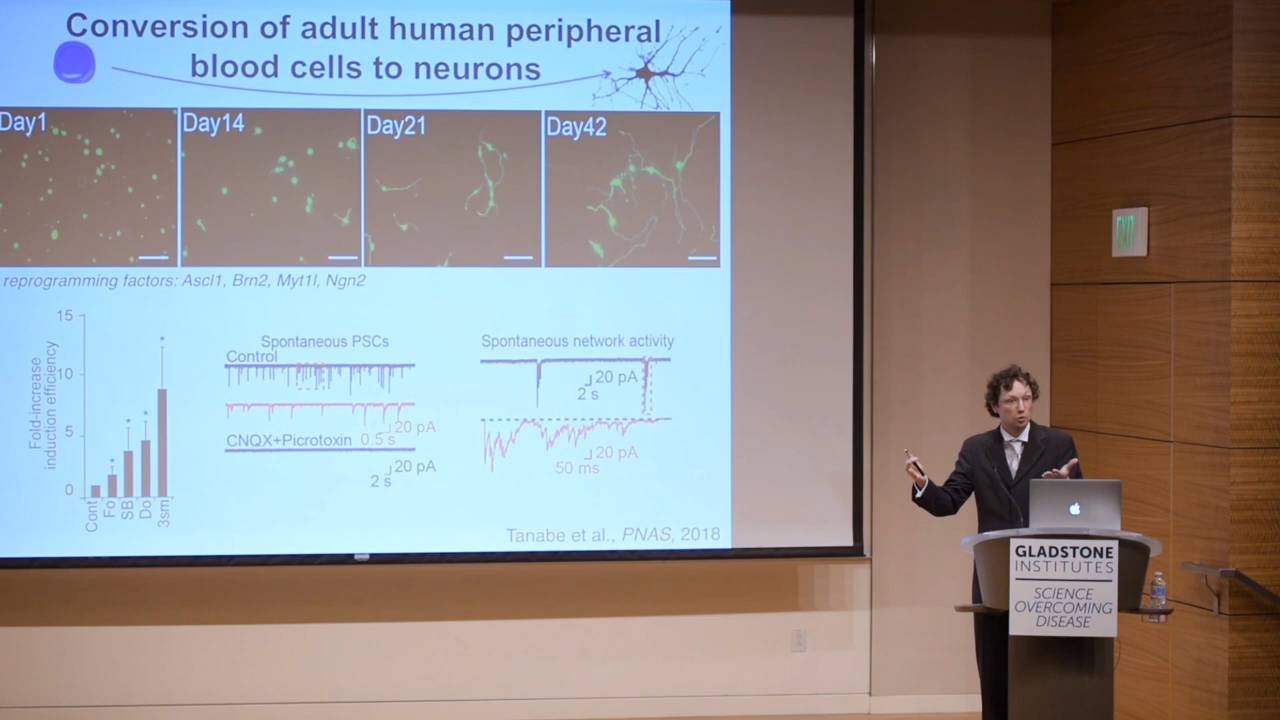 Conversion of adult human peripheral
blood cells to neurons
Day1
Day14
Day21
Day42
reprogramming factors: Ascl1, Brn2, Myt1l, Ngn2
Fold-increase
induction efficiency
15
10
5
0
Cont
Fo
SB
Do
3sm
*
*
*
*
Spontaneous PSCs
Control
20 pA
CNQX+Picrotoxin 0.5 s
20 pA
2 s
Spontaneous network activity
20 pA
2 s
20 pA
50 ms
Tanabe et al., PNAS, 2018
EXIT
GLADSTONE
INSTITUTES
SCIENCE
OVERCOMING
DISEASE